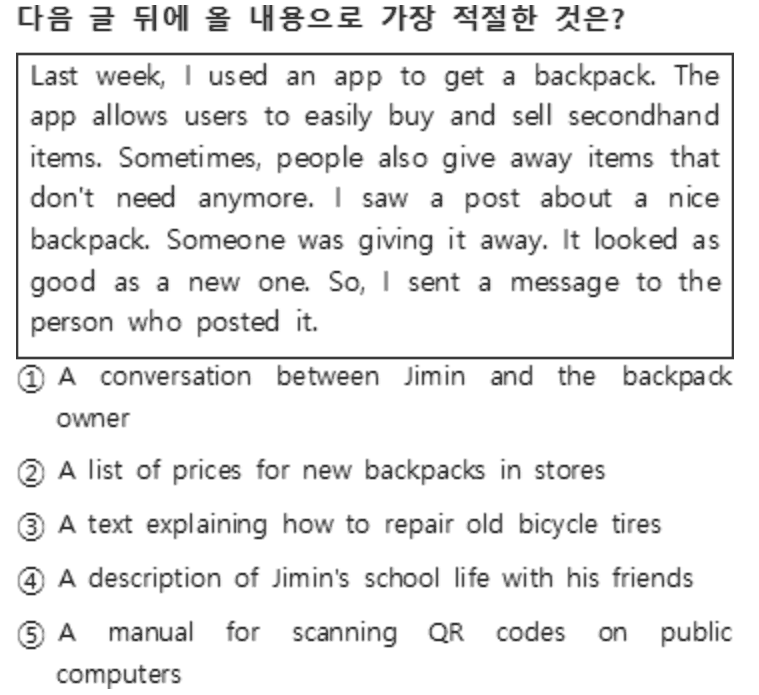 다음 글 뒤에 올 내용으로 가장 적절한 것은?
Last week, I used an app to get a backpack. The
app allows users to easily buy and sell secondhand
items. Sometimes, people also give away items that
don't need anymore. I saw a post about a nice
backpack. Someone was giving it away. It looked as
good as a new one. So, I sent a message to the
person who posted it.
① A conversation between Jimin and the backpack
owner
② A list of prices for new backpacks in stores
③ A text explaining how to repair old bicycle tires
④ A description of Jimin's school life with his friends
⑤ A manual for scanning QR codes on public
computers